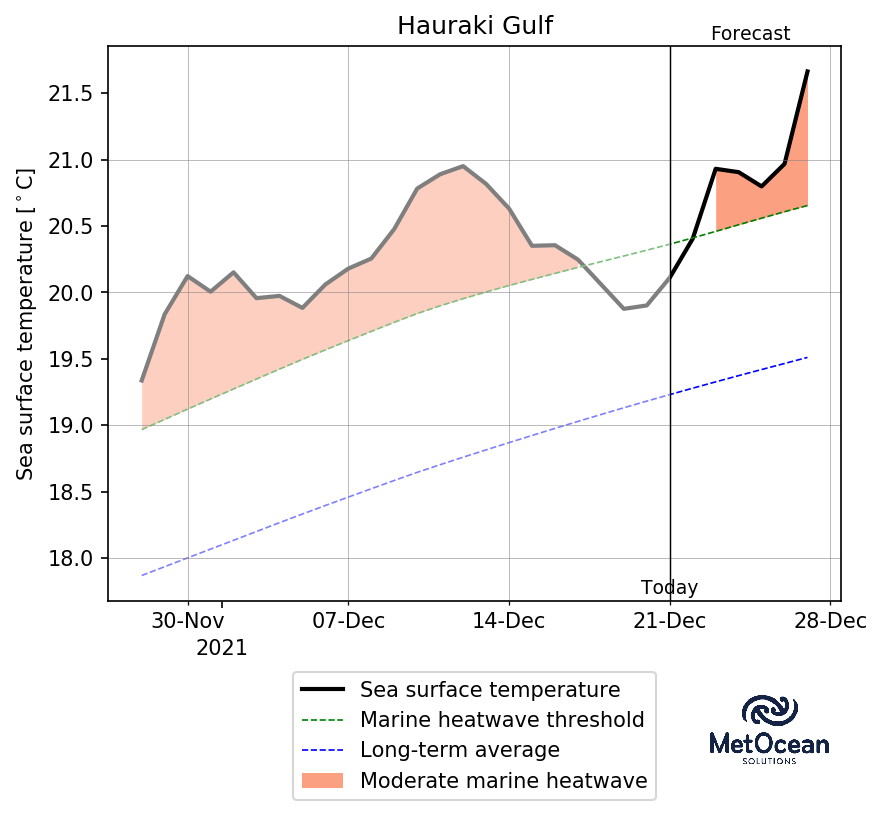 Hauraki Gulf
Forecast
Sea surface temperature [°C]
21.5
21.0
20.5
20.0
19.5
19.0
18.5
18.0
Today
30-Nov 07-Dec 14-Dec 21-Dec 28-Dec
2021
Sea surface temperature
Marine heatwave threshold
Long-term average
Moderate marine heatwave
MetOcean
SOLUTIONS